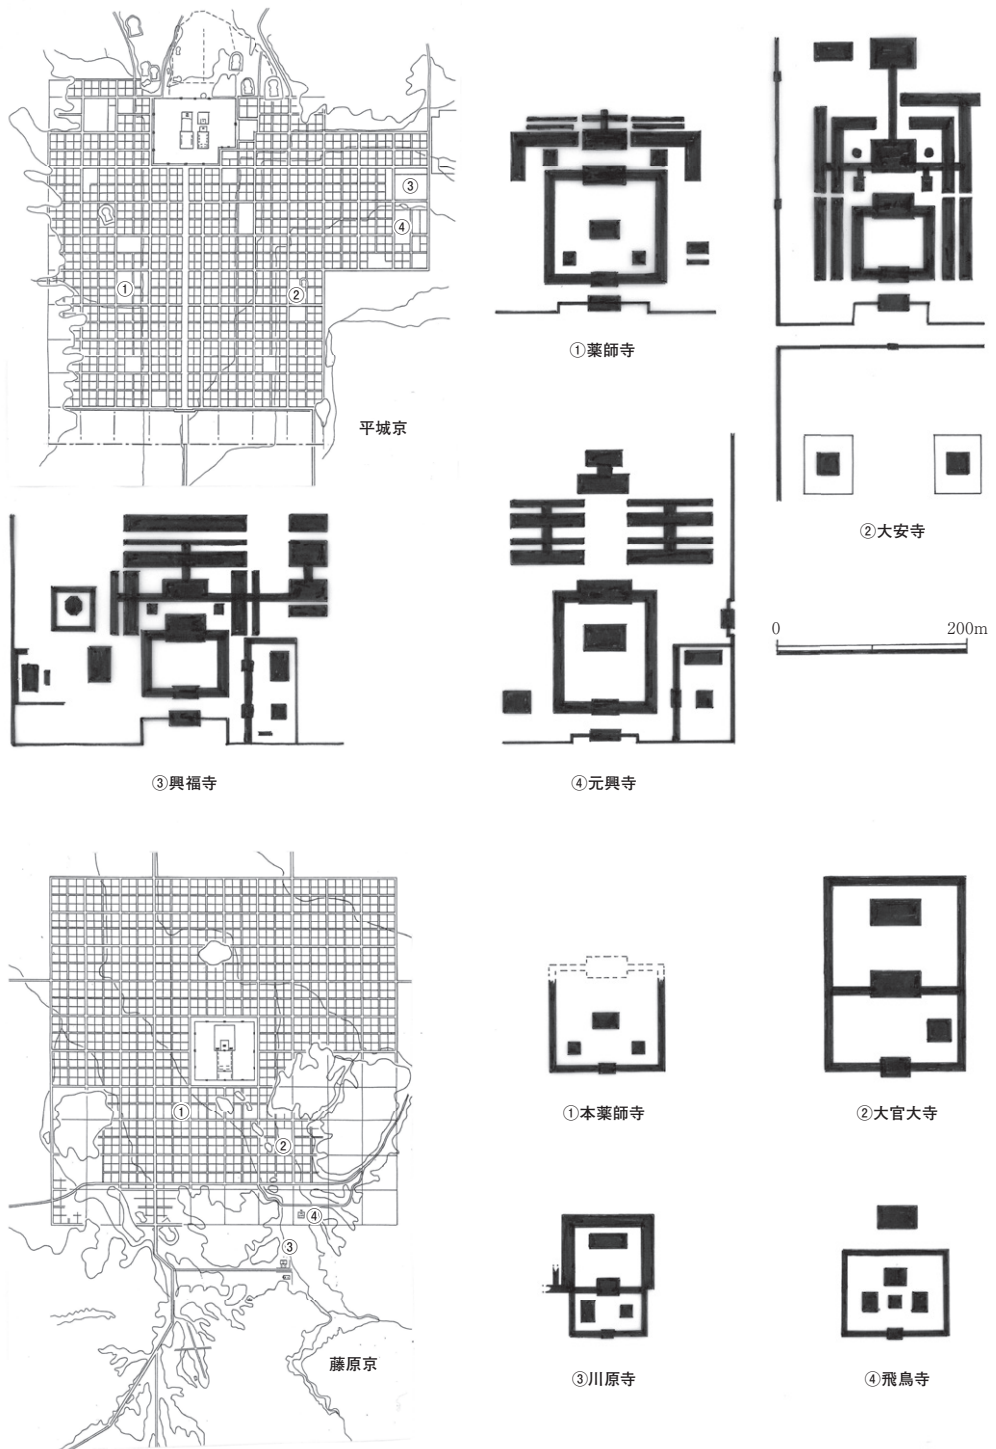 ③
④
①
②
平城京
①薬師寺
②大安寺
0 200m
③興福寺
④元興寺
①
②
④
③
藤原京
①本薬師寺
②大官大寺
③川原寺
④飛鳥寺